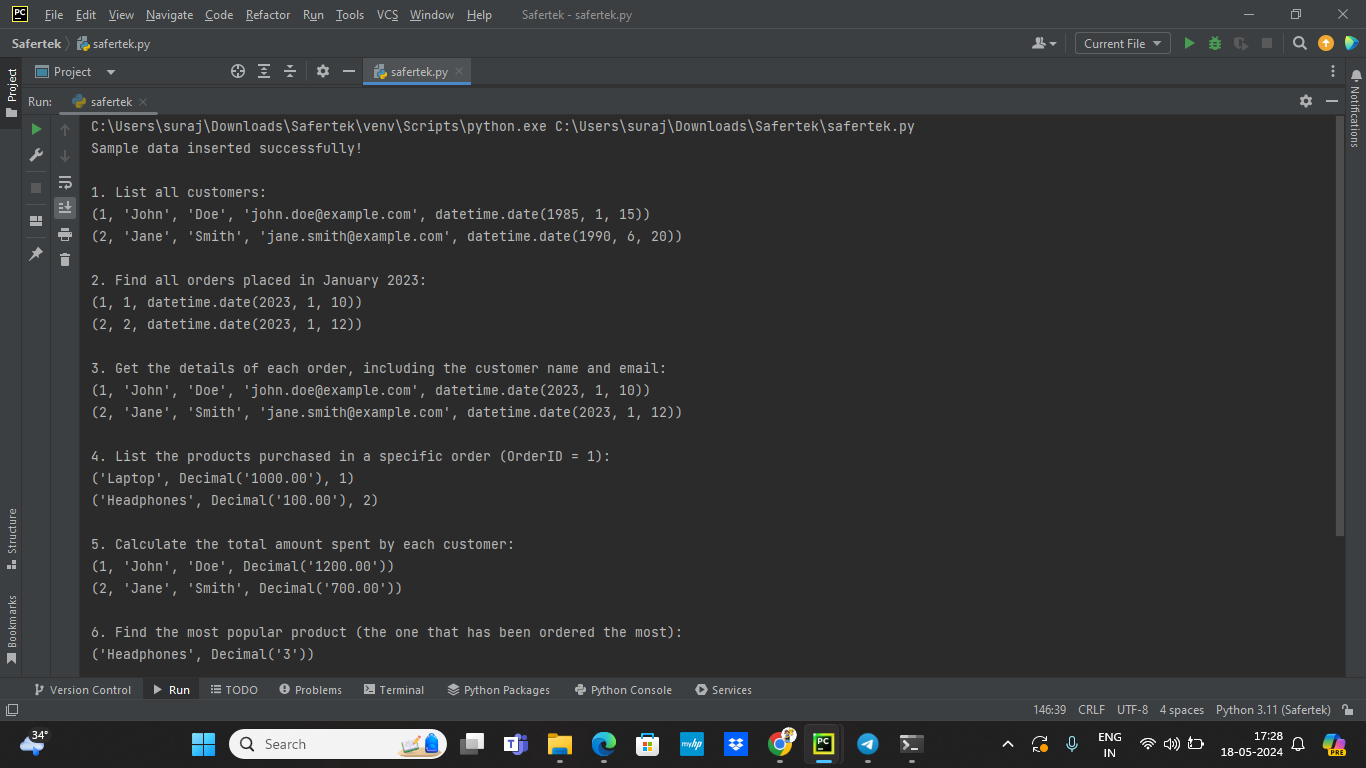 PC File Edit View Navigate Code Refactor Run Tools VCS Window Help Safertek - safertek.py
Safertek safertek.py Current File
Project safertek.py
Run: safertek
Project
Notifications
C:\Users\suraj\Downloads\Safertek\venv\Scripts\python.exe C:\Users\suraj\Downloads\Safertek\safertek.py
Sample data inserted successfully!
1. List all customers:
(1, 'John', 'Doe', 'john.doe@example.com', datetime.date(1985, 1, 15))
(2, 'Jane', 'Smith', 'jane.smith@example.com', datetime.date(1990, 6, 20))
2. Find all orders placed in January 2023:
(1, 1, datetime.date(2023, 1, 10))
(2, 2, datetime.date(2023, 1, 12))
3. Get the details of each order, including the customer name and email:
(1, 'John', 'Doe', 'john.doe@example.com', datetime.date(2023, 1, 10))
(2, 'Jane', 'Smith', 'jane.smith@example.com', datetime.date(2023, 1, 12))
4. List the products purchased in a specific order (OrderID = 1):
('Laptop', Decimal('1000.00'), 1)
('Headphones', Decimal('100.00'), 2)
5. Calculate the total amount spent by each customer:
(1, 'John', 'Doe', Decimal('1200.00'))
(2, 'Jane', 'Smith', Decimal('700.00'))
6. Find the most popular product (the one that has been ordered the most):
('Headphones', Decimal('3'))
Structure
Bookmarks
Version Control Run TODO Problems Terminal Python Packages Python Console Services
146:39 CRLF UTF-8 4 spaces Python 3.11 (Safertek)
34° Search myhp PC ENG 17:28
IN 18-05-2024 PRE